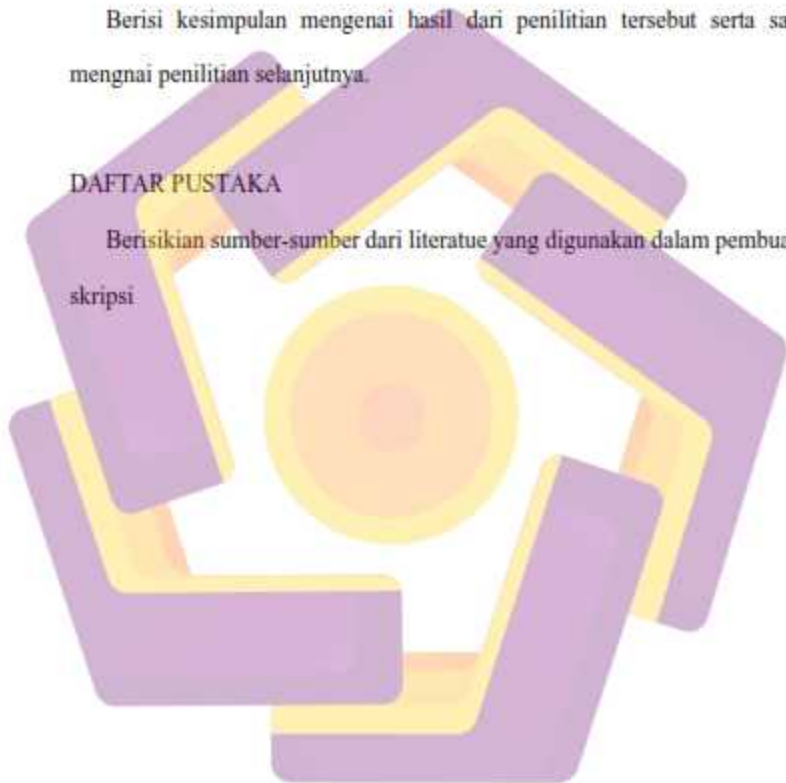 Berisi kesimpulan mengenai hasil dari penilitian tersebut serta sa
mengnai penilitian selanjutnya.
DAFTAR PUSTAKA
Berisikian sumber-sumber dari literatue yang digunakan dalam pembua
skripsi